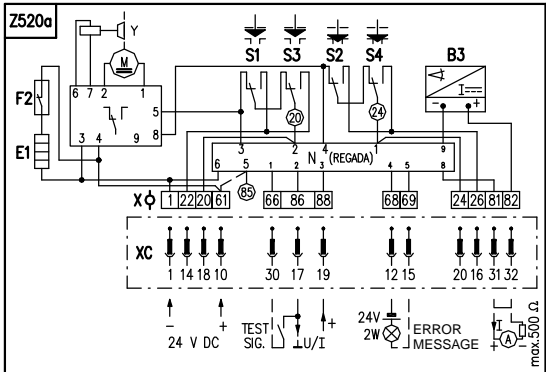 Z520a
Y
S1 S3 S2 S4 B3
M
F2
6 7 2 1
I
- +
5
20 24
3 4 9 8
E1
3 2 4 1 9
N (REGADA)
6 5 1 2 3 4 5 8
85
X 1 22 20 61 66 86 88 68 69 24 26 81 82
XC
1 14 18 10 30 17 19 12 15 20 16 31 32
- +
24 V DC
TEST
SIG.
U/I
+
24V
2W
ERROR
MESSAGE
I
A
+ -
max.500 Ω